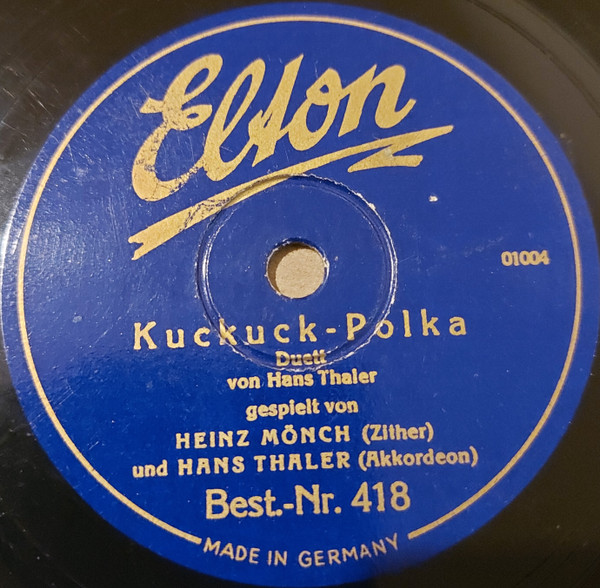 Elton
01004
Kuckuck-Polka
Duett
von Hans Thaler
gespielt von
HEINZ MÖNCH (Zither)
und HANS THALER (Akkordeon)
Best.-Nr. 418
MADE IN GERMANY